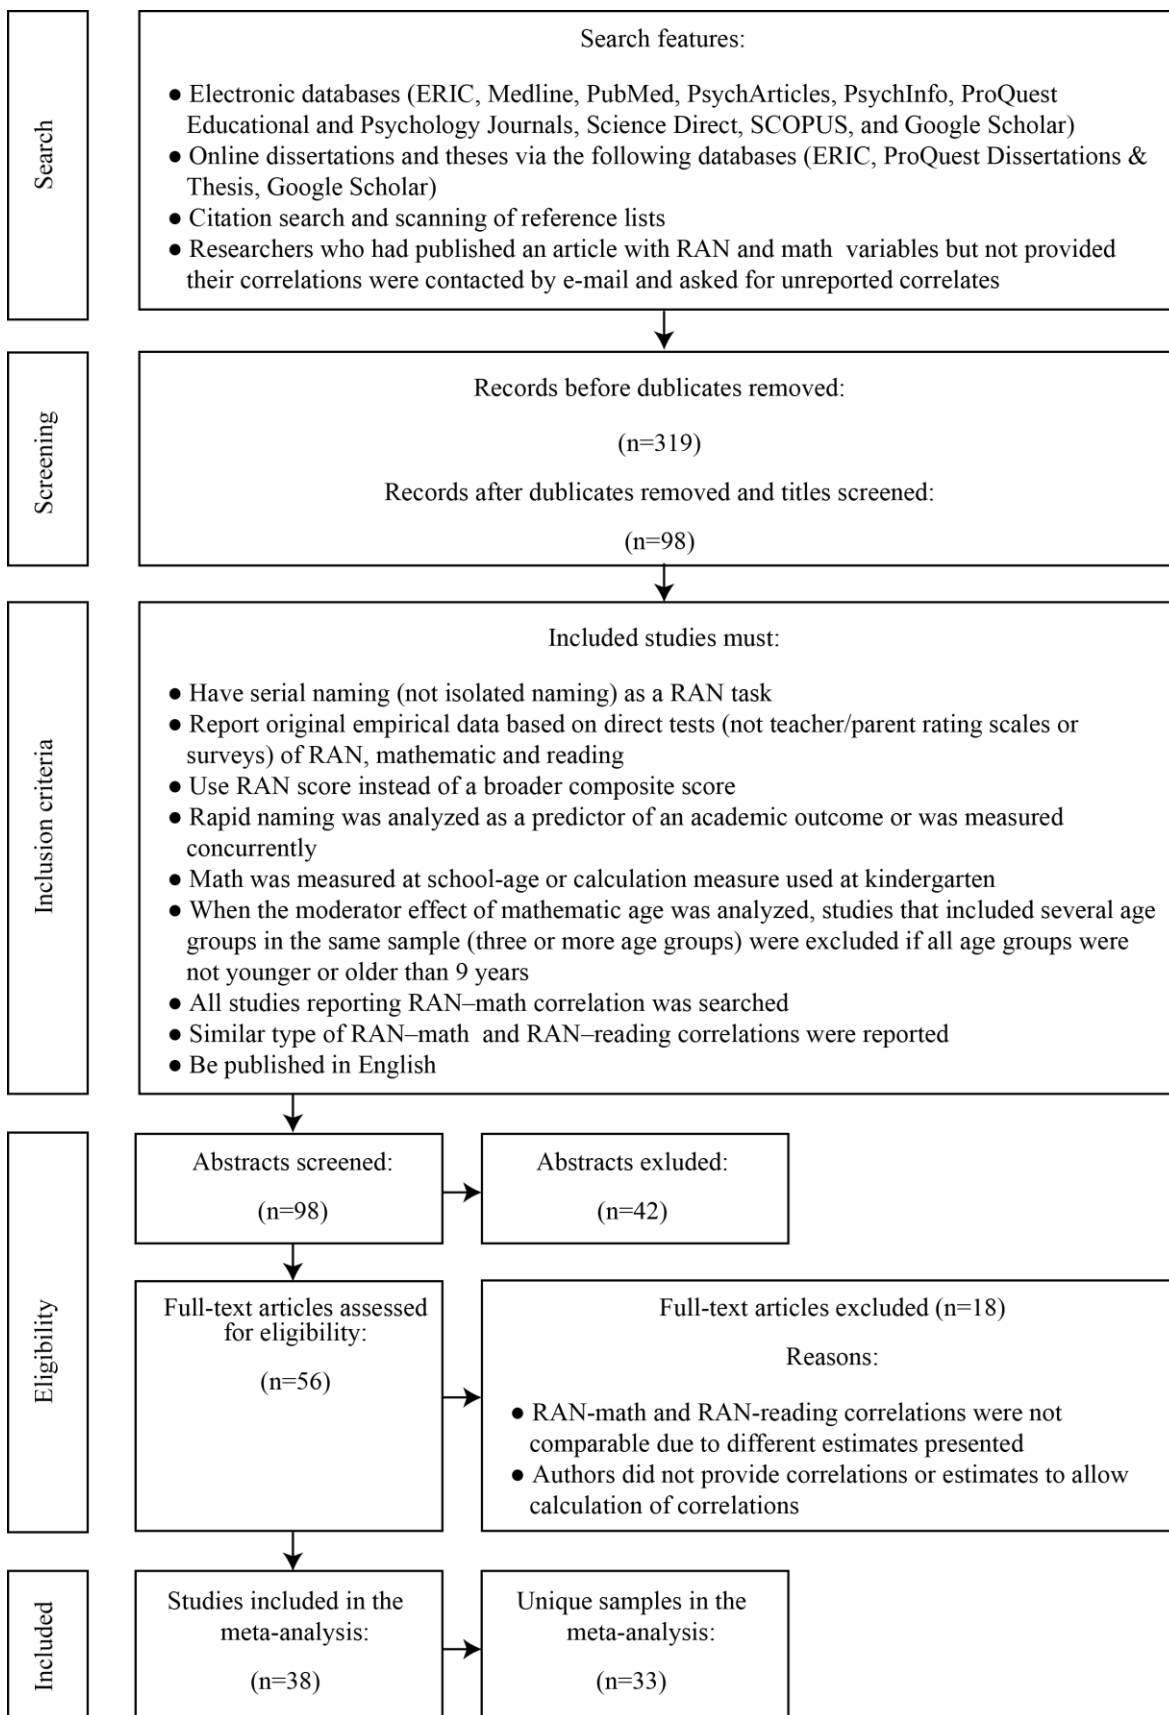 Search
Search features:
● Electronic databases (ERIC, Medline, PubMed, PsychArticles, PsychInfo, ProQuest
Educational and Psychology Journals, Science Direct, SCOPUS, and Google Scholar)
● Online dissertations and theses via the following databases (ERIC, ProQuest Dissertations &
Thesis, Google Scholar)
● Citation search and scanning of reference lists
● Researchers who had published an article with RAN and math variables but not provided
their correlations were contacted by e-mail and asked for unreported correlates
Screening
Records before dublicates removed:
(n=319)
Records after dublicates removed and titles screened:
(n=98)
Inclusion criteria
Included studies must:
● Have serial naming (not isolated naming) as a RAN task
● Report original empirical data based on direct tests (not teacher/parent rating scales or
surveys) of RAN, mathematic and reading
● Use RAN score instead of a broader composite score
● Rapid naming was analyzed as a predictor of an academic outcome or was measured
concurrently
● Math was measured at school-age or calculation measure used at kindergarten
● When the moderator effect of mathematic age was analyzed, studies that included several age
groups in the same sample (three or more age groups) were excluded if all age groups were
not younger or older than 9 years
● All studies reporting RAN–math correlation was searched
● Similar type of RAN–math and RAN–reading correlations were reported
● Be published in English
Eligibility
Abstracts screened:
(n=98)
Abstracts exluded:
(n=42)
Full-text articles assessed
for eligibility:
(n=56)
Full-text articles excluded (n=18)
Reasons:
● RAN-math and RAN-reading correlations were not
comparable due to different estimates presented
● Authors did not provide correlations or estimates to allow
calculation of correlations
Included
Studies included in the
meta-analysis:
(n=38)
Unique samples in the
meta-analysis:
(n=33)